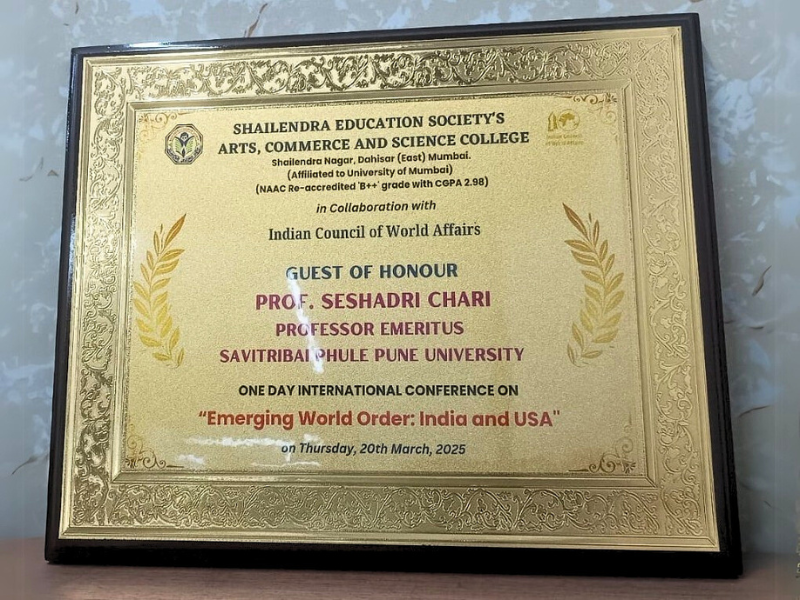 SHAILENDRA EDUCATION SOCIETY'S
ARTS, COMMERCE AND SCIENCE COLLEGE
Shailendra Nagar, Dahisar (East) Mumbai.
(Affiliated to University of Mumbai)
(NAAC Re-accredited 'B++' grade with CGPA 2.98)
in Collaboration with
Indian Council of World Affairs
GUEST OF HONOUR
PROF. SESHADRI CHARI
PROFESSOR EMERITUS
SAVITRIBAI PHULE PUNE UNIVERSITY
ONE DAY INTERNATIONAL CONFERENCE ON
“Emerging World Order: India and USA"
on Thursday, 20th March, 2025